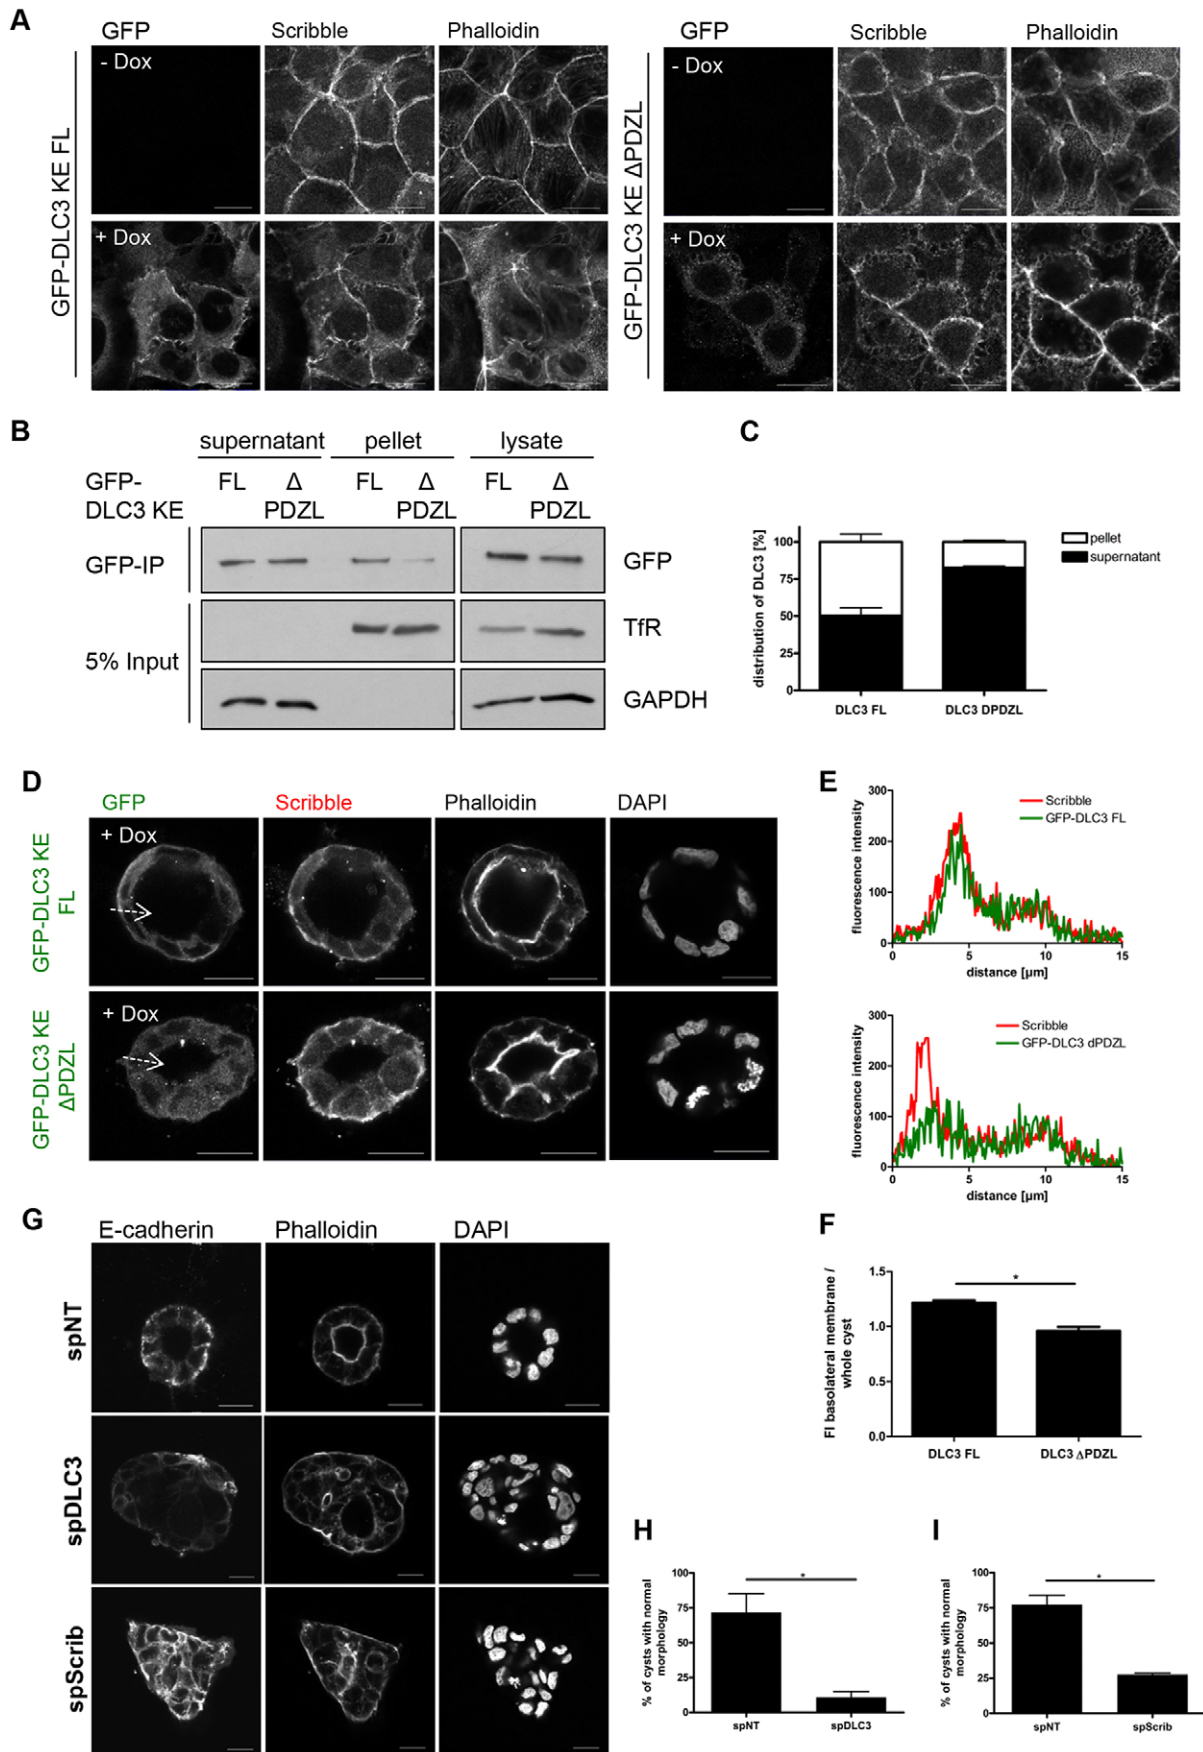 A
GFP Scribble Phalloidin
GFP Scribble Phalloidin
GFP-DLC3 KE FL
- Dox
+ Dox
GFP-DLC3 KE ΔPDZL
- Dox
+ Dox
B
supernatant pellet lysate
GFP- FL Δ FL Δ FL Δ
DLC3 KE PDZL PDZL PDZL
GFP-IP GFP
5% Input TfR
GAPDH
C
distribution of DLC3 [%]
100
75
50
25
0
DLC3 FL DLC3 DPDZL
pellet
supernatant
D
GFP Scribble Phalloidin DAPI
GFP-DLC3 KE
FL
+ Dox
GFP-DLC3 KE
ΔPDZL
+ Dox
E
fluorescence intensity
300
200
100
0
0 5 10 15
distance [µm]
Scribble
GFP-DLC3 FL
fluorescence intensity
300
200
100
0
0 5 10 15
distance [µm]
Scribble
GFP-DLC3 dPDZL
F
FI basolateral membrane /
whole cyst
1.5
1.0
0.5
0.0
*
DLC3 FL DLC3 ΔPDZL
G
E-cadherin Phalloidin DAPI
spNT
spDLC3
spScrib
H
% of cysts with normal
morphology
100
75
50
25
0
*
spNT spDLC3
I
% of cysts with normal
morphology
100
75
50
25
0
*
spNT spScrib